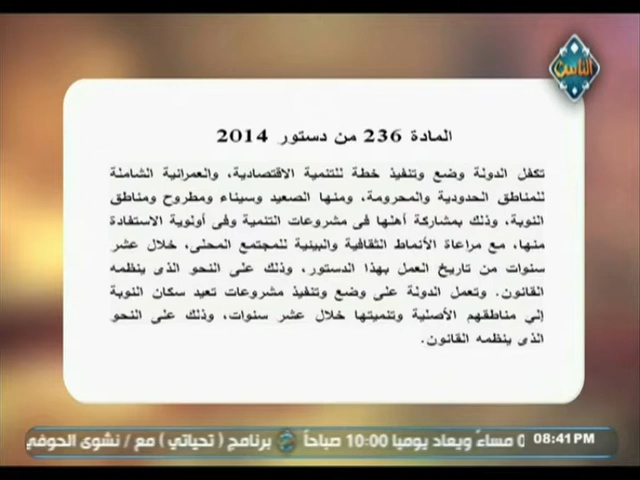 الناس
المادة 236 من دستور 2014
تكفل الدولة وضع وتنفيذ خطة للتنمية الاقتصادية، والعمرانية الشاملة
للمناطق الحدودية والمحرومة، ومنها الصعيد وسيناء ومطروح ومناطق
النوبة، وذلك بمشاركة أهلها فى مشروعات التنمية وفى أولوية الاستفادة
منها، مع مراعاة الأنماط الثقافية والبيئية للمجتمع المحلى، خلال عشر
سنوات من تاريخ العمل بهذا الدستور، وذلك على النحو الذى ينظمه
القانون. وتعمل الدولة على وضع وتنفيذ مشروعات تعيد سكان النوبة
إلي مناطقهم الأصلية وتنميتها خلال عشر سنوات، وذلك على النحو
الذى ينظمه القانون.
مساءً ويعاد يوميا 10:00 صباحاً برنامج ( تحياتي ) مع / نشوى الحوفي
08:41PM